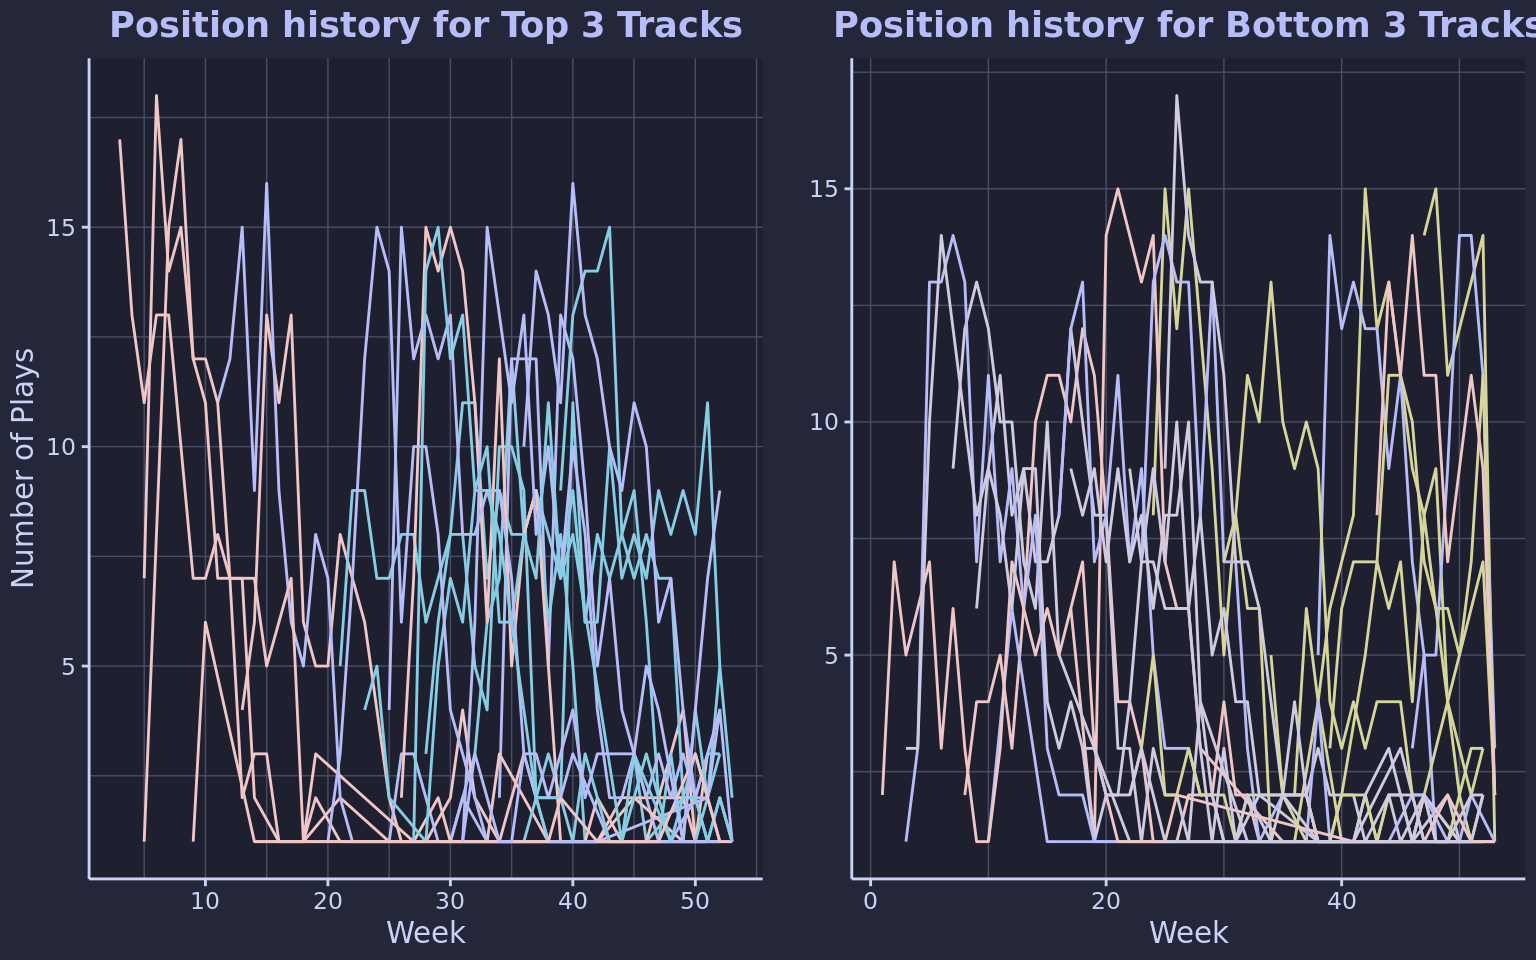 Position history for Top 3 Tracks
Number of Plays
15
10
5
10 20 30 40 50
Week
Position history for Bottom 3 Tracks
15
10
5
0 20 40
Week